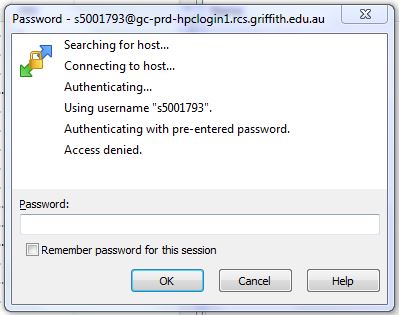 Password - s5001793@gc-prd-hpclogin1.rcs.griffith.edu.au
Searching for host...
Connecting to host...
Authenticating...
Using username "s5001793".
Authenticating with pre-entered password.
Access denied.
Password:
Remember password for this session
OK Cancel Help